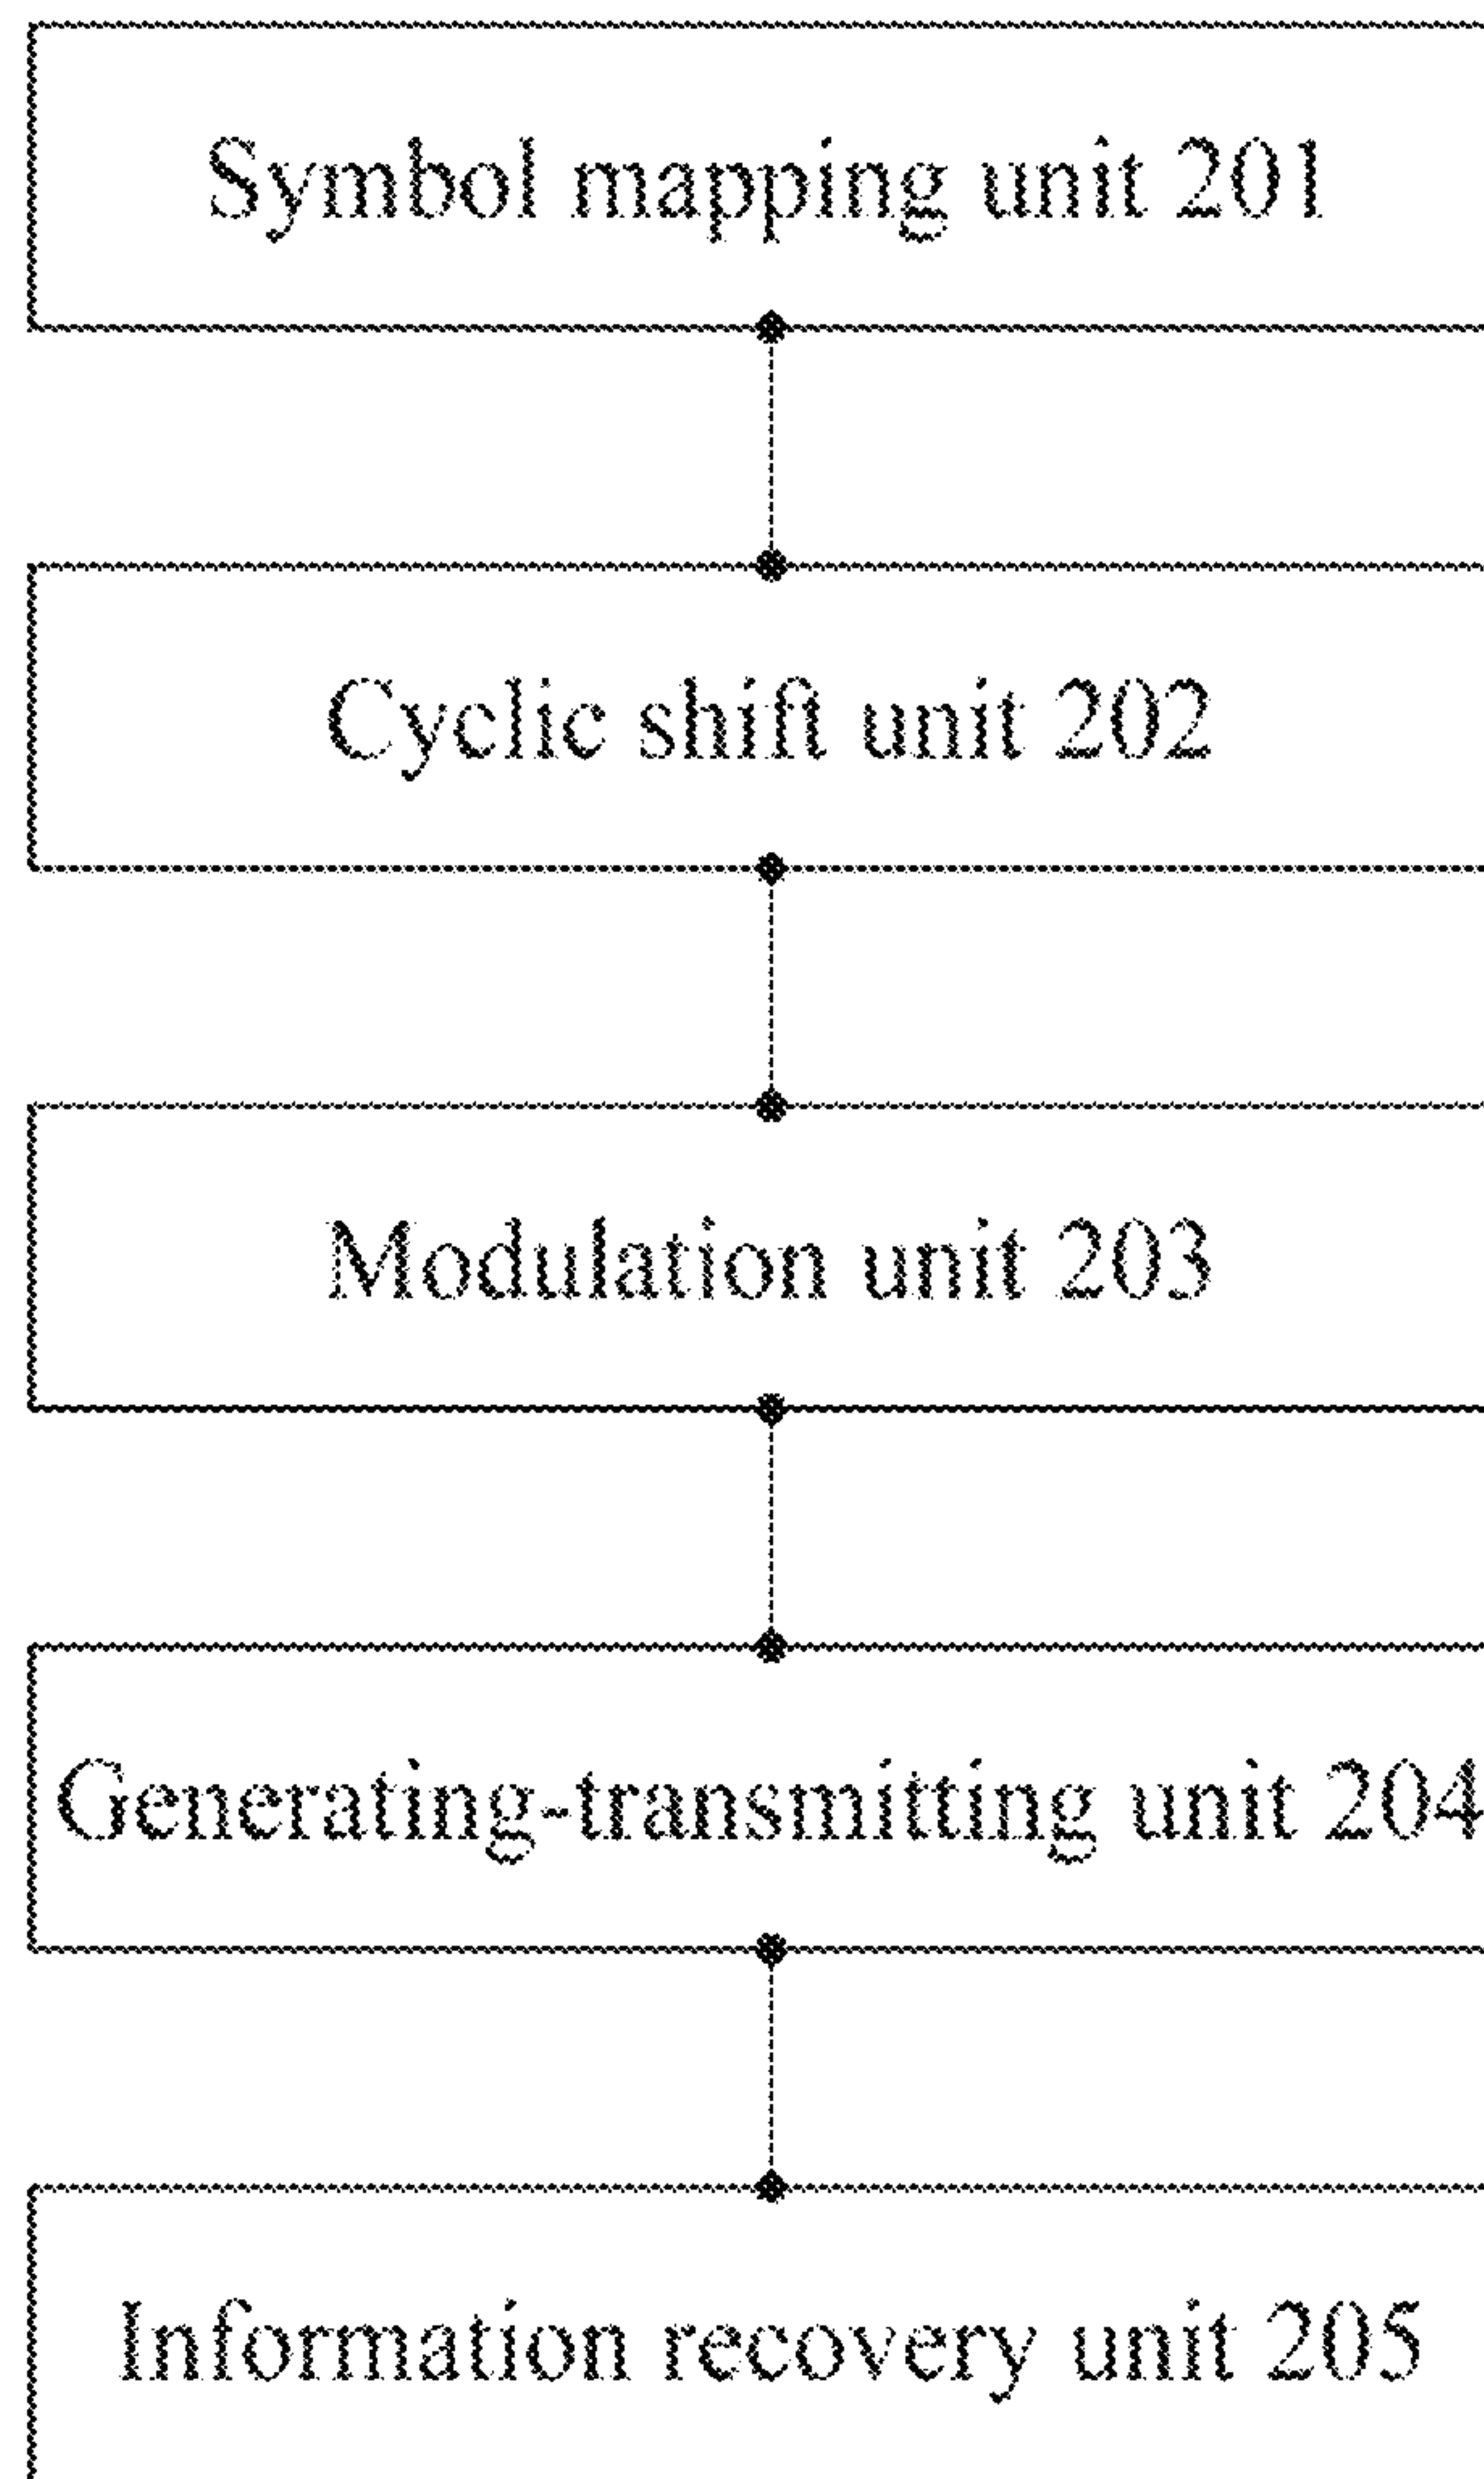 Symbol mapping unit 201
Cyclic shift unit 202
Modulation unit 203
Generating-transmitting unit 204
Information recovery unit 205